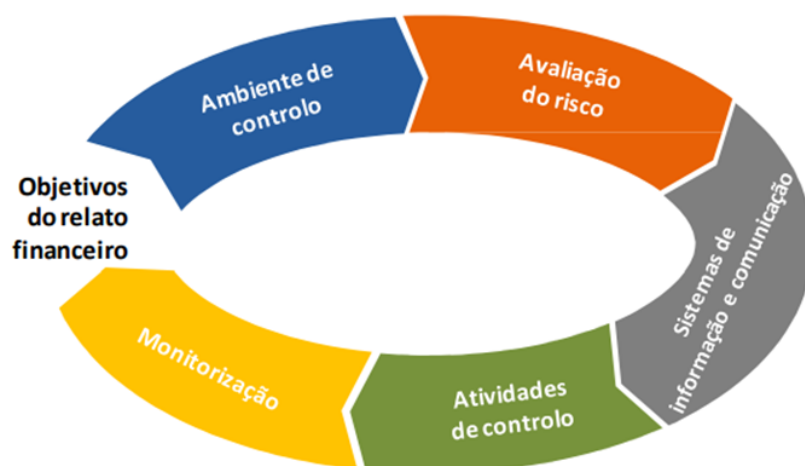 Ambiente de
controlo
Avaliação
do risco
Sistemas de
informação e comunicação
Atividades
de controlo
Monitorização
Objetivos
do relato
financeiro